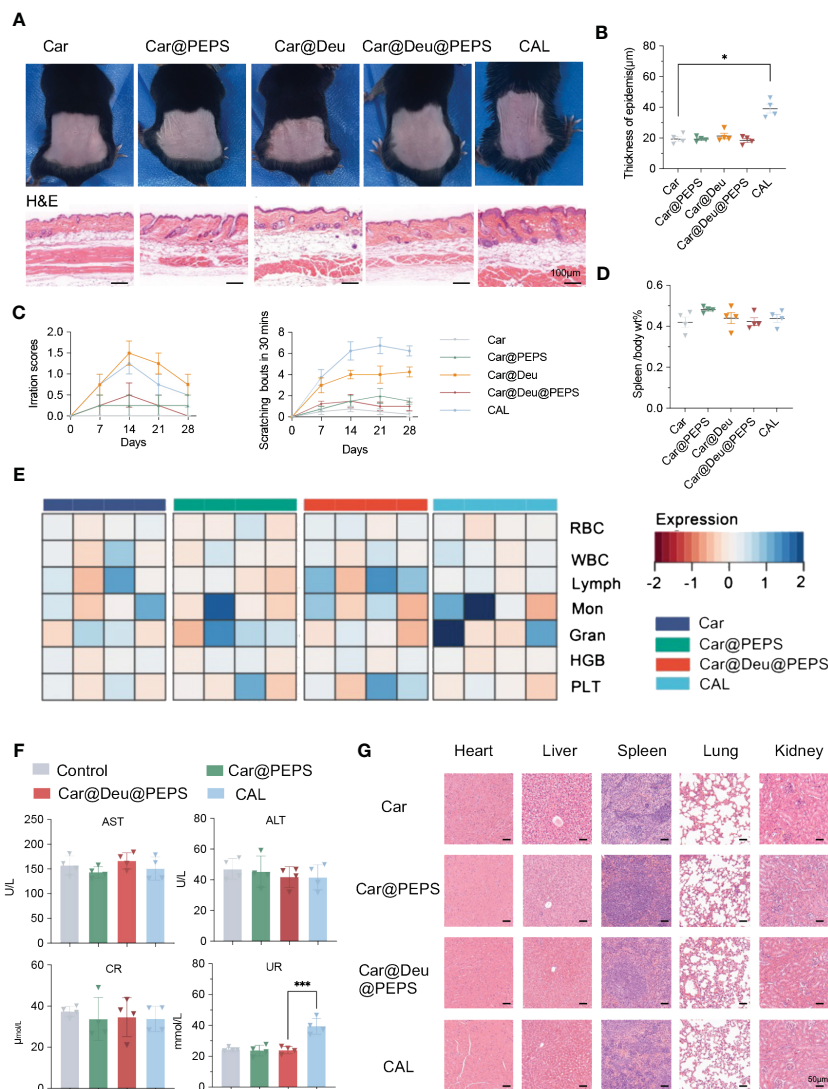 A
Car
Car@PEPS
Car@Deu
Car@Deu@PEPS
CAL
H&E
100μm
B
Thickness of epidemis(μm)
80
60
40
20
0
*
Car
Car@PEPS
Car@Deu
Car@Deu@PEPS
CAL
C
Irration scores
2.0
1.5
1.0
0.5
0.0
0 7 14 21 28
Days
Scratching bouts in 30 mins
10
8
6
4
2
0
0 7 14 21 28
Days
Car
Car@PEPS
Car@Deu
Car@Deu@PEPS
CAL
D
Spleen /body wt%
0.6
0.4
0.2
0.0
Car
Car@PEPS
Car@Deu
Car@Deu@PEPS
CAL
E
RBC
WBC
Lymph
Mon
Gran
HGB
PLT
Expression
-2 -1 0 1 2
Car
Car@PEPS
Car@Deu@PEPS
CAL
F
Control
Car@PEPS
Car@Deu@PEPS
CAL
AST
U/L
250
200
150
100
50
0
ALT
U/L
80
60
40
20
0
CR
μmol/L
60
40
20
0
UR
mmol/L
80
60
40
20
0
***
G
Heart Liver Spleen Lung Kidney
Car
Car@PEPS
Car@Deu
@PEPS
CAL
50μm